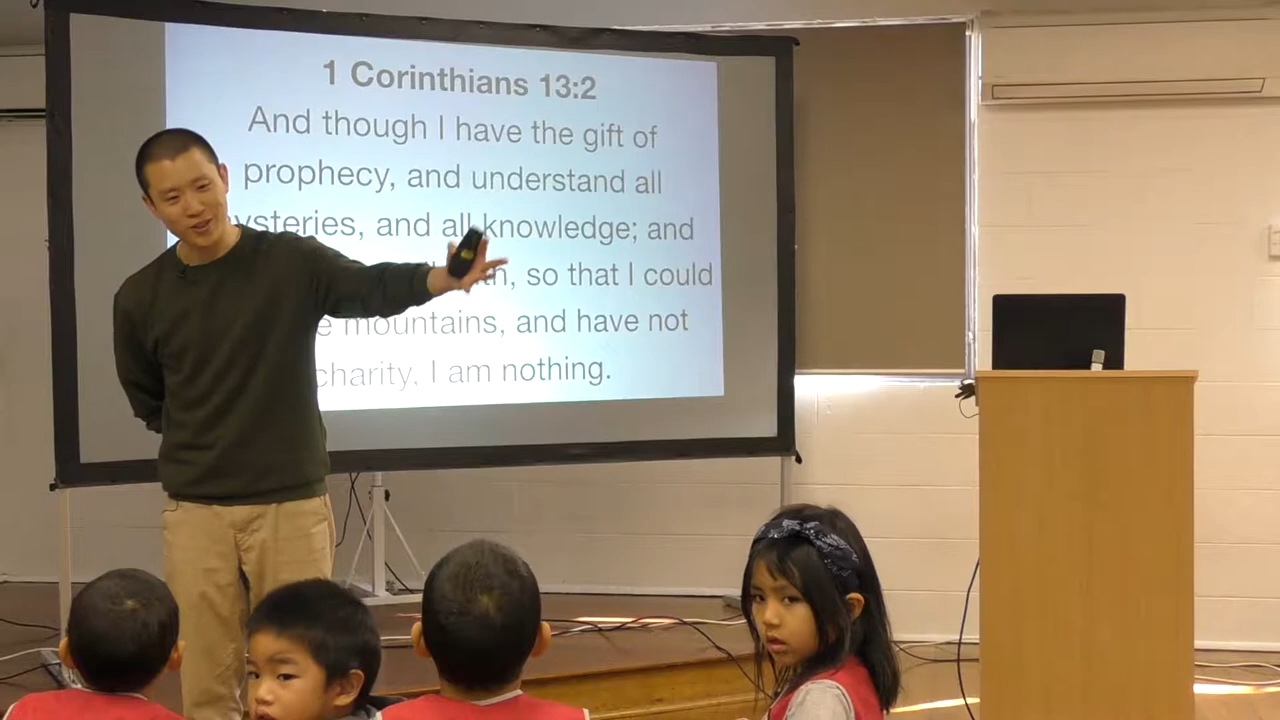 1 Corinthians 13:2
And though I have the gift of
prophecy, and understand all
mysteries, and all knowledge; and
so that I could
mountains, and have not
charity, I am nothing.